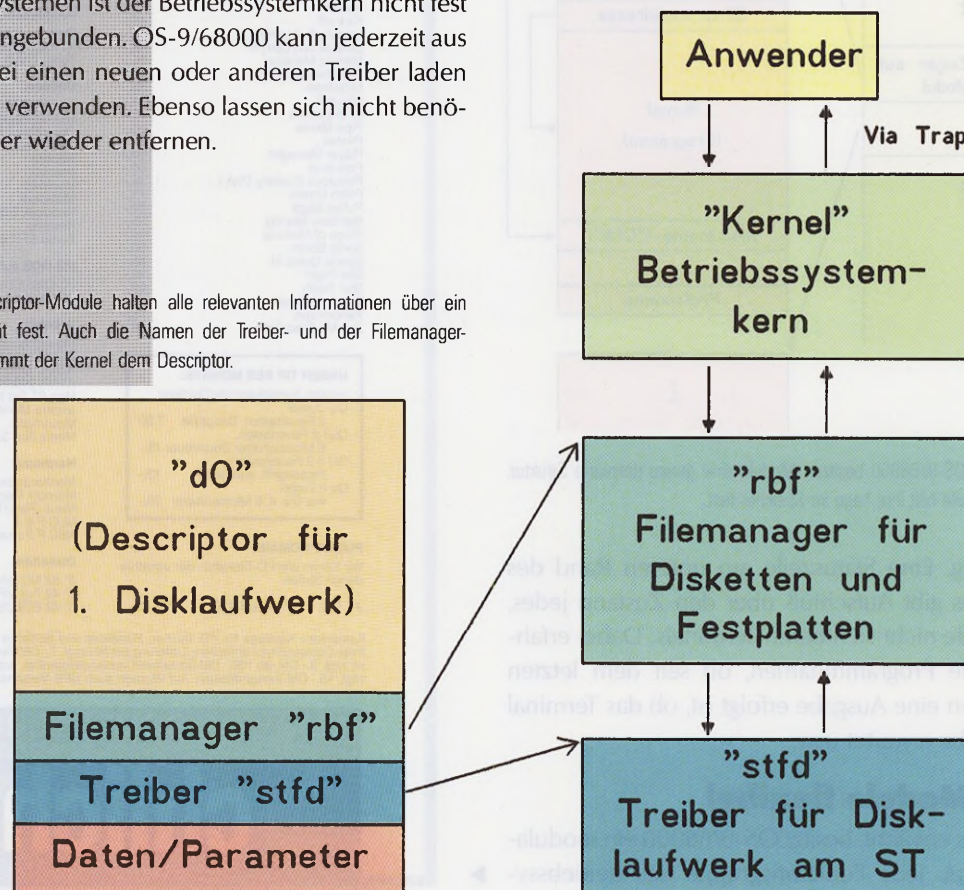 ystemen ist der Betriebssystemkern nicht fest
ngebunden. OS-9/68000 kann jederzeit aus
ei einen neuen oder anderen Treiber laden
verwenden. Ebenso lassen sich nicht benö-
er wieder entfernen.
criptor-Module halten alle relevanten Informationen über ein
it fest. Auch die Namen der Treiber- und der Filemanager-
mmt der Kernel dem Descriptor.
"dO"
(Descriptor für
1. Disklaufwerk)
Filemanager "rbf"
Treiber "stfd"
Daten/Parameter
Anwender
Via Trap
"Kernel"
Betriebssystem-
kern
"rbf"
Filemanager für
Disketten und
Festplatten
"stfd"
Treiber für Disk-
laufwerk am ST